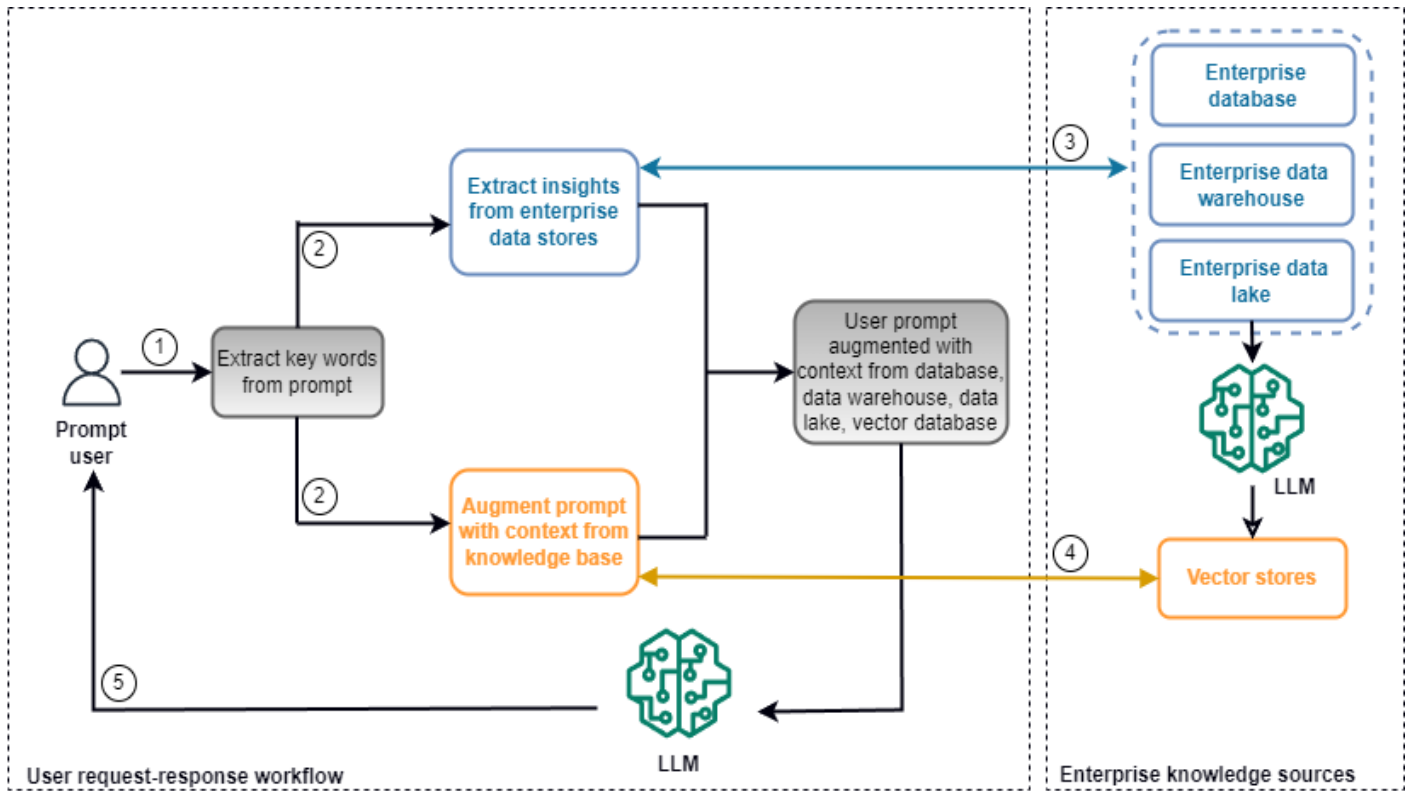 Enterprise
database
3
Extract insights
from enterprise
data stores
Enterprise data
warehouse
2
Enterprise data
lake
User prompt
augmented with
context from database,
data warehouse, data
lake, vector database
1
Extract key words
from prompt
Prompt
user
LLM
2
Augment prompt
with context from
knowledge base
4
Vector stores
5
LLM
User request-response workflow
Enterprise knowledge sources